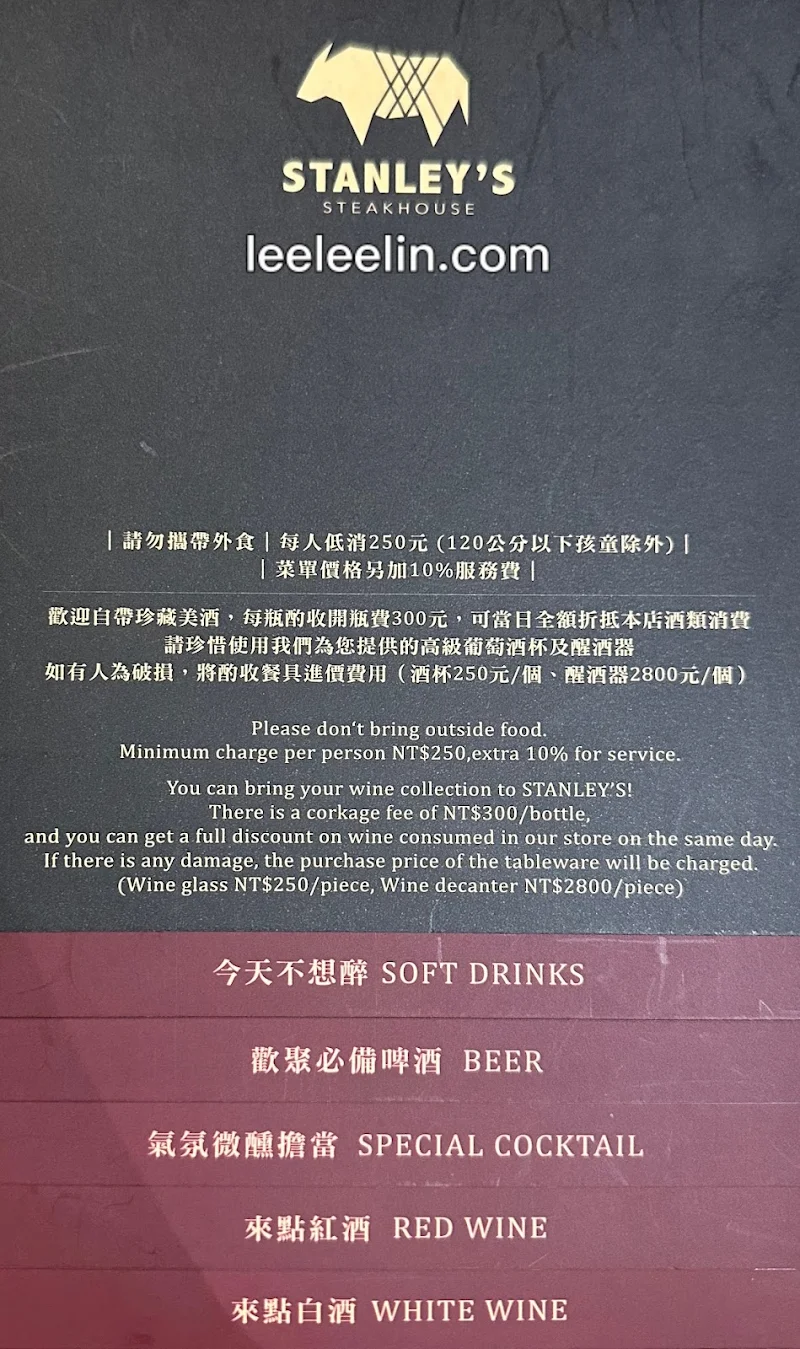 STANLEY'S
STEAKHOUSE
leeleelin.com
| 請勿攜帶外食 | 每人低消250元 (120公分以下孩童除外) |
| 菜單價格另加10%服務費 |
歡迎自帶珍藏美酒，每瓶酌收開瓶費300元，可當日全額折抵本店酒類消費
請珍惜使用我們為您提供的高級葡萄酒杯及醒酒器
如有人為破損，將酌收餐具進價費用（酒杯250元/個、醒酒器2800元/個）
Please don't bring outside food.
Minimum charge per person NT$250,extra 10% for service.
You can bring your wine collection to STANLEY'S!
There is a corkage fee of NT$300/bottle,
and you can get a full discount on wine consumed in our store on the same day.
If there is any damage, the purchase price of the tableware will be charged.
(Wine glass NT$250/piece, Wine decanter NT$2800/piece)
今天不想醉 SOFT DRINKS
歡聚必備啤酒 BEER
氣氛微醺擔當 SPECIAL COCKTAIL
來點紅酒 RED WINE
來點白酒 WHITE WINE